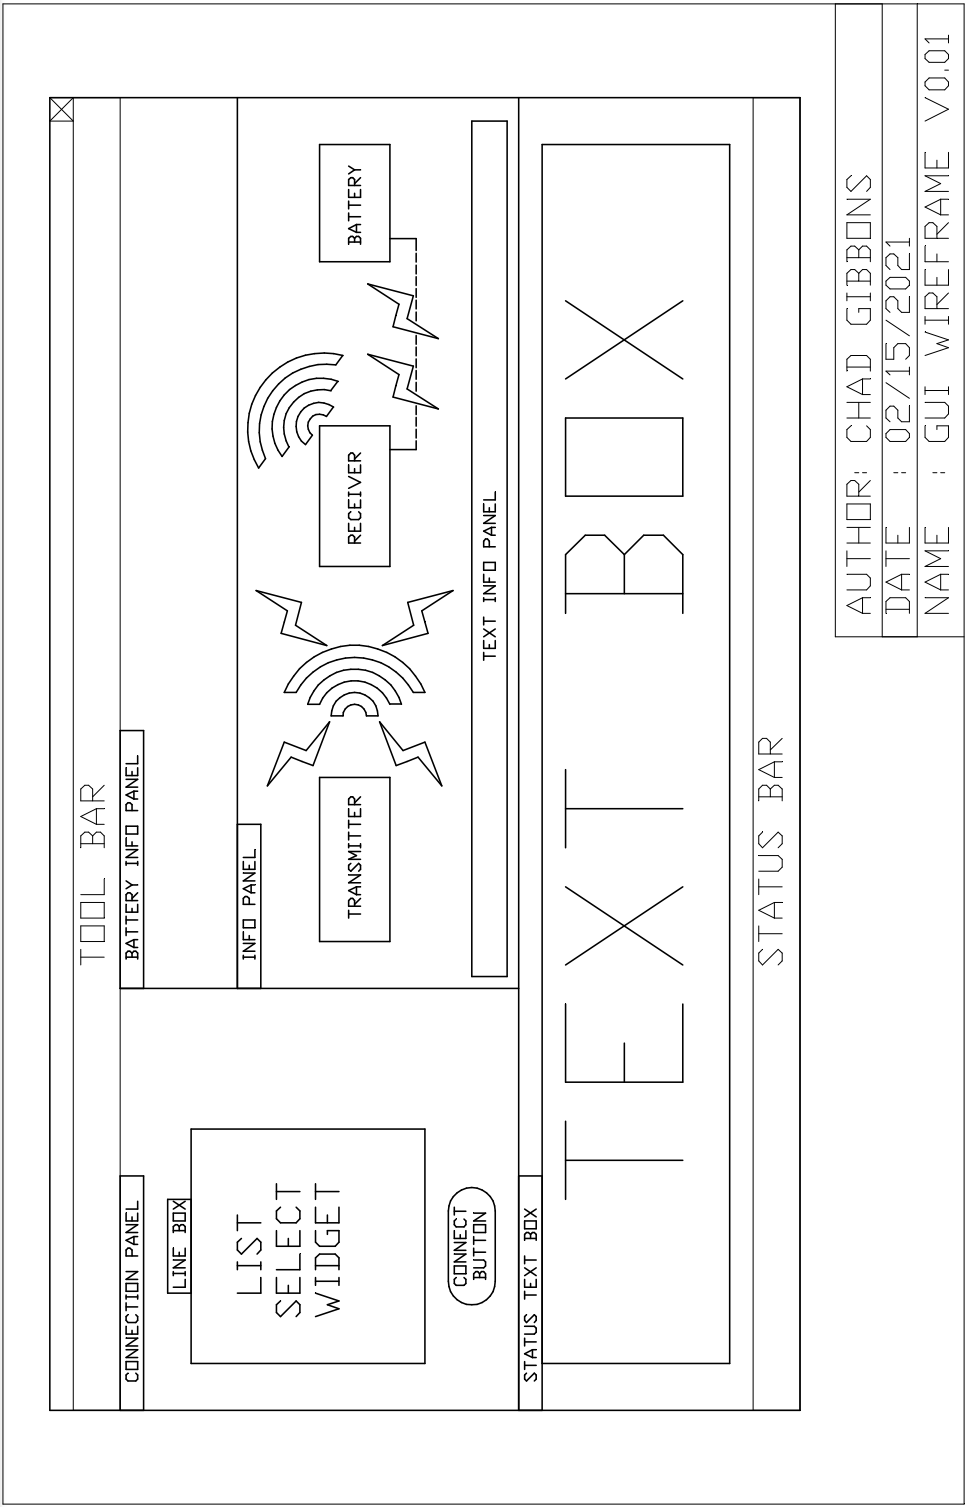 TOOL BAR
CONNECTION PANEL
LINE BOX
LIST
SELECT
WIDGET
CONNECT
BUTTON
BATTERY INFO PANEL
INFO PANEL
TRANSMITTER
RECEIVER
BATTERY
TEXT INFO PANEL
STATUS TEXT BOX
TEXT BOX
STATUS BAR
AUTHOR: CHAD GIBBONS
DATE : 02/15/2021
NAME : GUI WIREFRAME V0.01